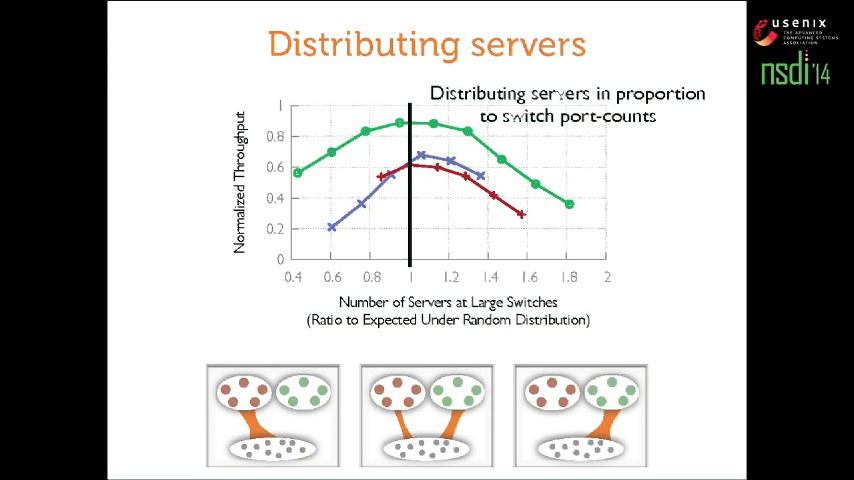 Distributing servers
usenix
THE ADVANCED
COMPUTING SYSTEMS
ASSOCIATION
nsdi '14
Distributing servers in proportion
to switch port-counts
1
0.8
0.6
0.4
0.2
0
Normalized Throughput
0.4 0.6 0.8 1 1.2 1.4 1.6 1.8 2
Number of Servers at Large Switches
(Ratio to Expected Under Random Distribution)